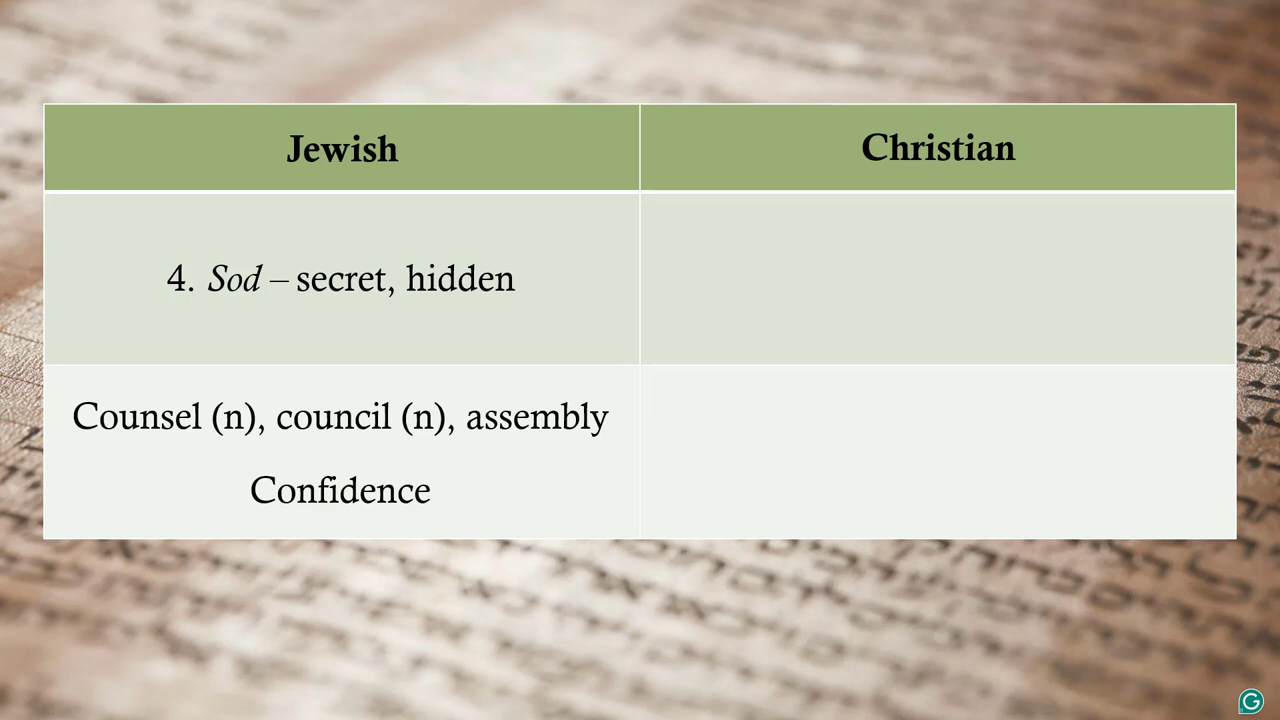 Jewish
Christian
4. Sod – secret, hidden
Counsel (n), council (n), assembly
Confidence